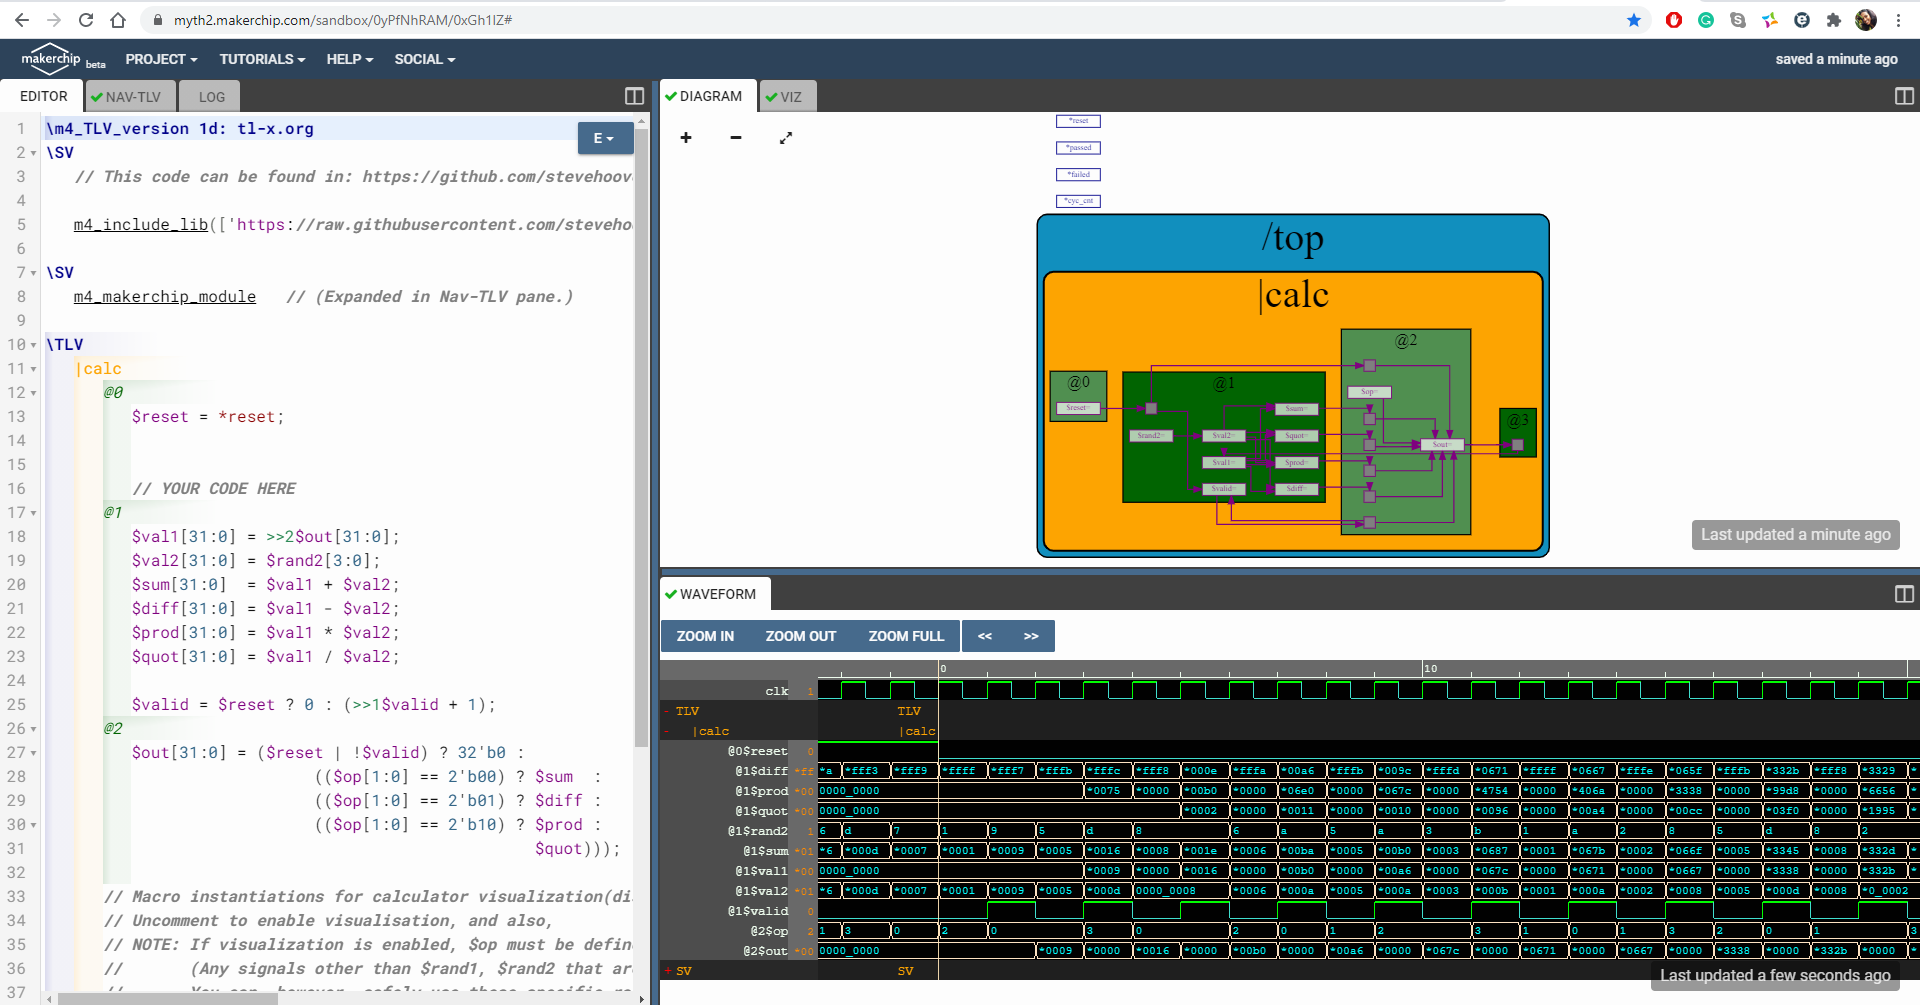 myth2.makerchip.com/sandbox/0yPfNhRAM/0xGh1lZ#
makerchip beta PROJECT TUTORIALS HELP SOCIAL saved a minute ago
EDITOR NAV-TLV LOG
E
1 \m4_TLV_version 1d: tl-x.org
2 \SV
3 // This code can be found in: https://github.com/stevehoov
4
5 m4_include_lib(['https://raw.githubusercontent.com/steveho
6
7 \SV
8 m4_makerchip_module // (Expanded in Nav-TLV pane.)
9
10 \TLV
11 |calc
12 @0
13 $reset = *reset;
14
15
16 // YOUR CODE HERE
17 @1
18 $val1[31:0] = >>2$out[31:0];
19 $val2[31:0] = $rand2[3:0];
20 $sum[31:0] = $val1 + $val2;
21 $diff[31:0] = $val1 - $val2;
22 $prod[31:0] = $val1 * $val2;
23 $quot[31:0] = $val1 / $val2;
24
25 $valid = $reset ? 0 : (>>1$valid + 1);
26 @2
27 $out[31:0] = ($reset | !$valid) ? 32'b0 :
28 (($op[1:0] == 2'b00) ? $sum :
29 (($op[1:0] == 2'b01) ? $diff :
30 (($op[1:0] == 2'b10) ? $prod :
31 $quot)));
32
33 // Macro instantiations for calculator visualization(di
34 // Uncomment to enable visualisation, and also,
35 // NOTE: If visualization is enabled, $op must be defin
36 // (Any signals other than $rand1, $rand2 that ar
37
DIAGRAM VIZ
*reset
*passed
*failed
*cyc_cnt
/top
|calc
@0
$reset=
@1
$rand2=
$val2=
$val1=
$valid=
$sum=
$quot=
$prod=
$diff=
@2
$op=
$out=
@3
Last updated a minute ago
WAVEFORM
ZOOM IN ZOOM OUT ZOOM FULL << >>
0 10
clk 1
TLV TLV
|calc |calc
@0$reset 0
@1$diff *ff *a *fff3 *fff9 *ffff *fff7 *fffb *fffc *fff8 *000e *fffa *00a6 *fffb *009c *fffd *0671 *ffff *0667 *fffe *065f *fffb *332b *fff8 *3329
@1$prod *00 0000_0000 *0075 *0000 *00b0 *0000 *06e0 *0000 *067c *0000 *4754 *0000 *406a *0000 *3338 *0000 *99d8 *0000 *6656
@1$quot *00 0000_0000 *0002 *0000 *0011 *0000 *0010 *0000 *0096 *0000 *00a4 *0000 *00cc *0000 *03f0 *0000 *1995
@1$rand2 1 6 d 7 1 9 5 d 8 6 a 5 a 3 b 1 a 2 8 5 d 8 2
@1$sum *01 *6 *000d *0007 *0001 *0009 *0005 *0016 *0008 *001e *0006 *00ba *0005 *00b0 *0003 *0687 *0001 *067b *0002 *066f *0005 *3345 *0008 *332d
@1$val1 *00 0000_0000 *0009 *0000 *0016 *0000 *00b0 *0000 *00a6 *0000 *067c *0000 *0671 *0000 *0667 *0000 *3338 *0000 *332b
@1$val2 *01 *6 *000d *0007 *0001 *0009 *0005 *000d 0000_0008 *0006 *000a *0005 *000a *0003 *000b *0001 *000a *0002 *0008 *0005 *000d *0008 *0_0002
@1$valid 0
@2$op 2 1 3 0 2 0 3 0 2 0 1 2 3 1 0 1 3 2 0 1 3
@2$out *00 0000_0000 *0009 *0000 *0016 *0000 *00b0 *0000 *00a6 *0000 *067c *0000 *0671 *0000 *0667 *0000 *3338 *0000 *332b *0000
SV SV
Last updated a few seconds ago